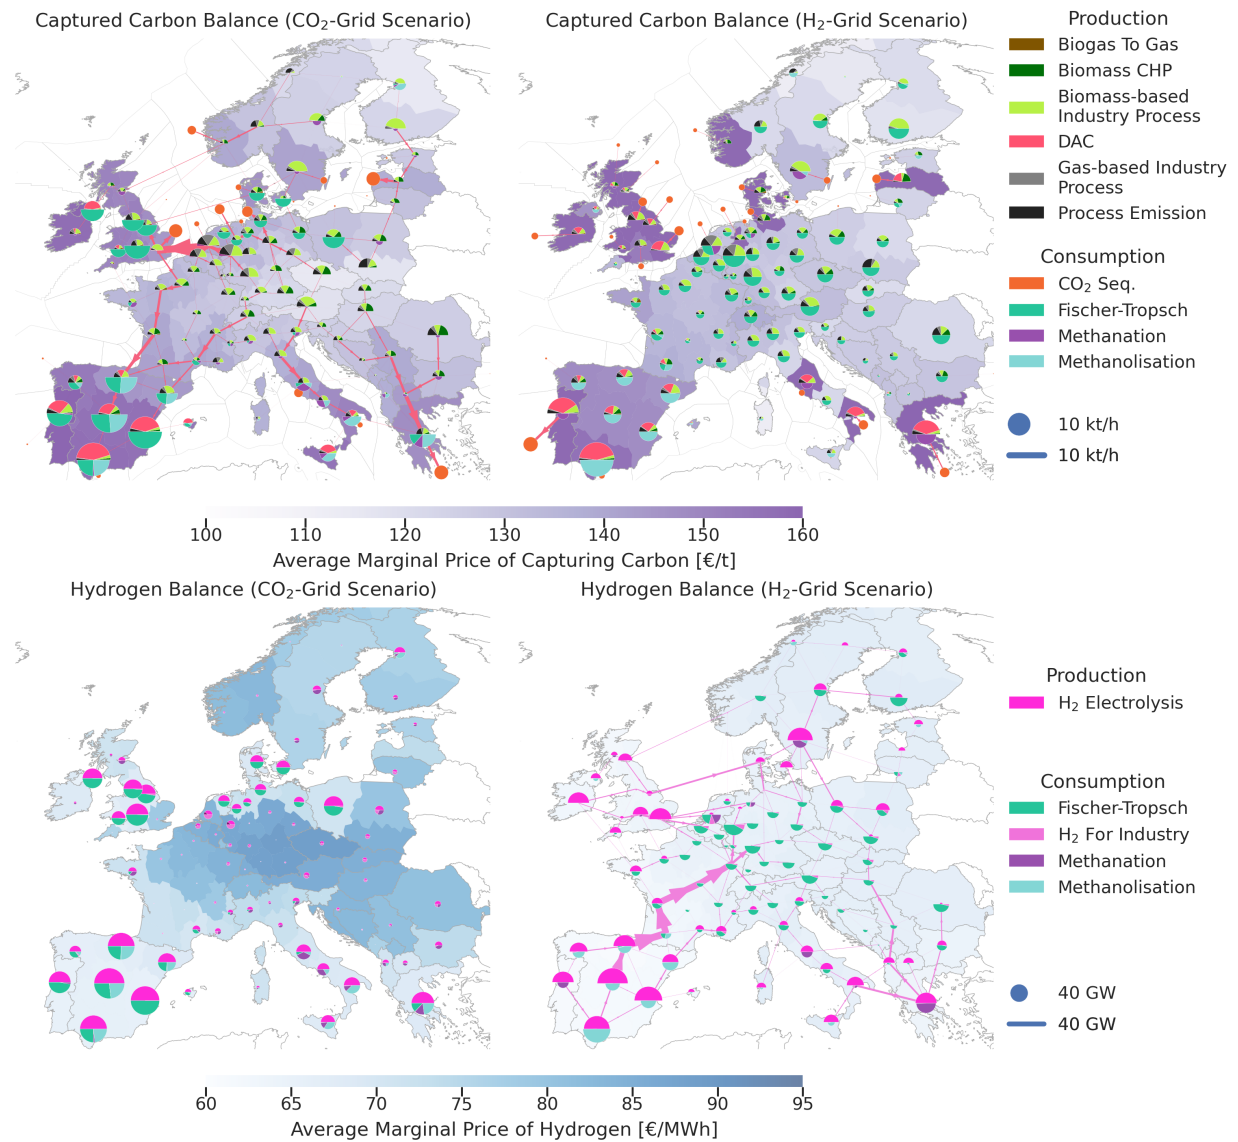 Captured Carbon Balance (CO₂-Grid Scenario)
Captured Carbon Balance (H₂-Grid Scenario)
Production
Biogas To Gas
Biomass CHP
Biomass-based
Industry Process
DAC
Gas-based Industry
Process
Process Emission
Consumption
CO₂ Seq.
Fischer-Tropsch
Methanation
Methanolisation
10 kt/h
10 kt/h
100 110 120 130 140 150 160
Average Marginal Price of Capturing Carbon [€/t]
Hydrogen Balance (CO₂-Grid Scenario)
Hydrogen Balance (H₂-Grid Scenario)
Production
H₂ Electrolysis
Consumption
Fischer-Tropsch
H₂ For Industry
Methanation
Methanolisation
40 GW
40 GW
60 65 70 75 80 85 90 95
Average Marginal Price of Hydrogen [€/MWh]